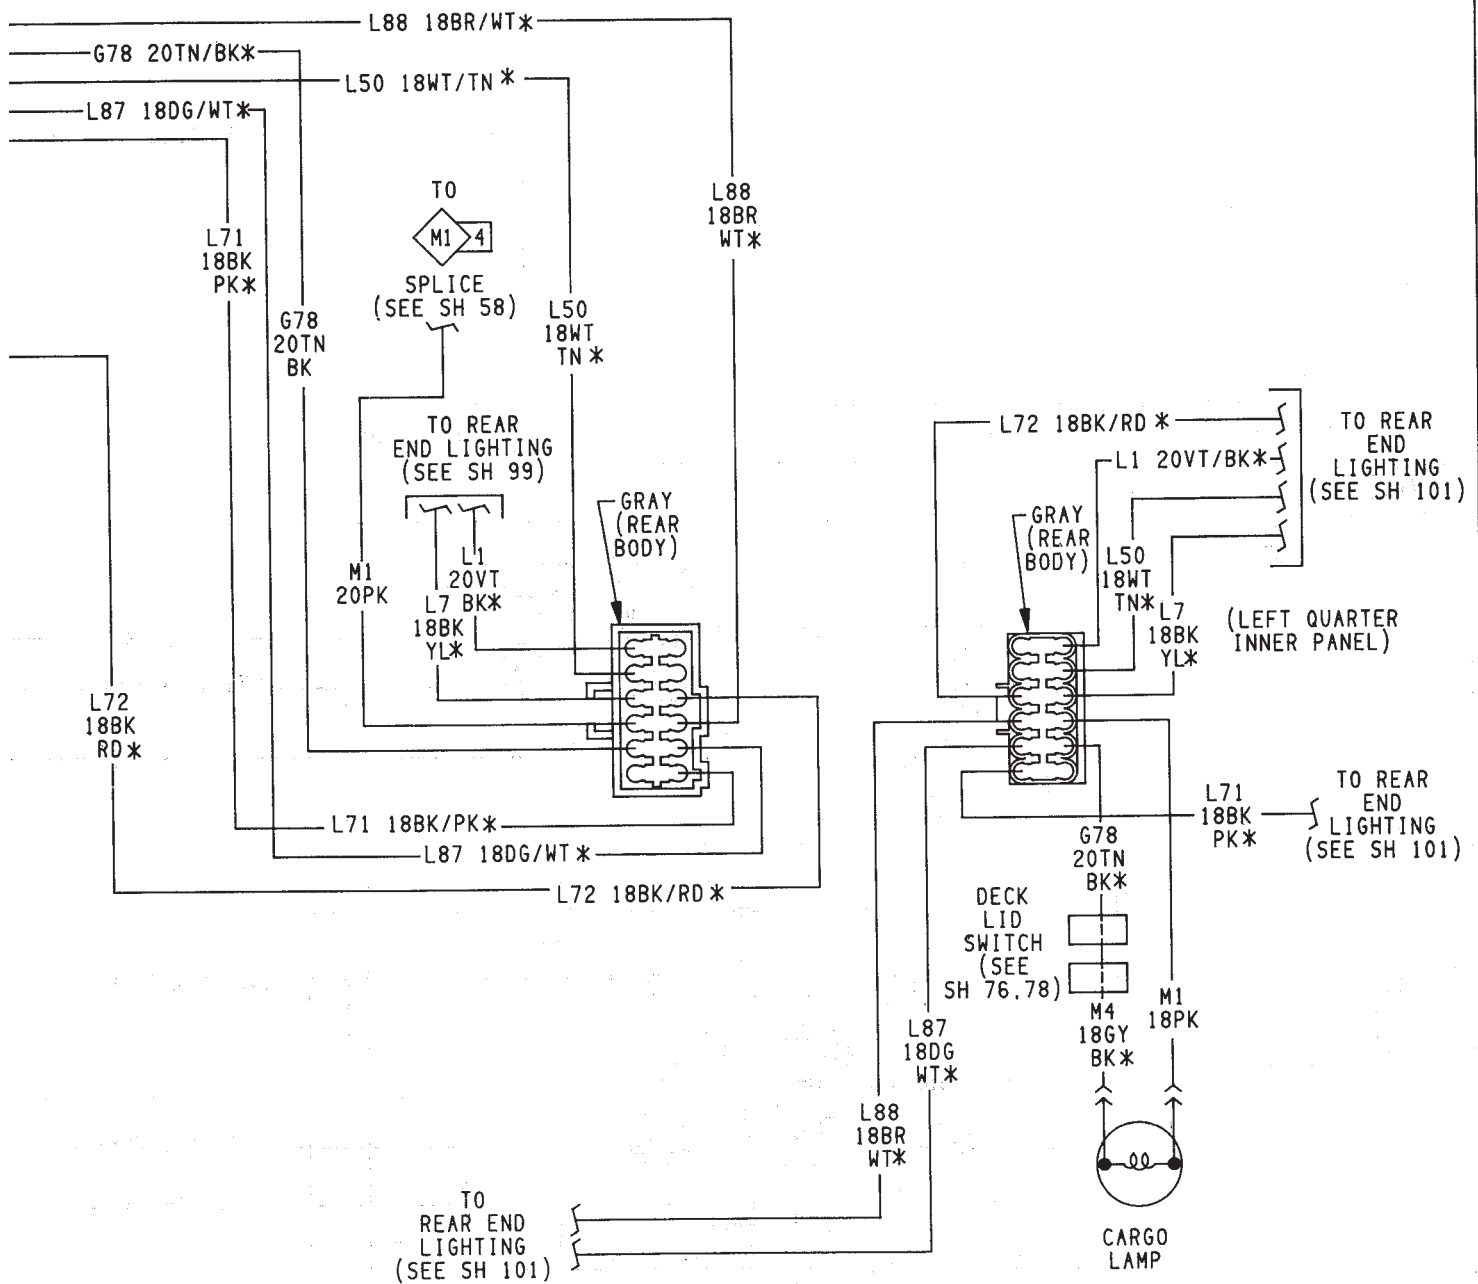 L88 18BR/WT*
G78 20TN/BK*
L50 18WT/TN *
L87 18DG/WT*
TO
M1 4
SPLICE
(SEE SH 58)
L71
18BK
PK*
G78
20TN
BK
L50
18WT
TN *
L88
18BR
WT*
TO REAR
END LIGHTING
(SEE SH 99)
GRAY
(REAR
BODY)
M1
20PK
L1
20VT
BK*
L7
18BK
YL*
L72
18BK
RD*
L71 18BK/PK*
L87 18DG/WT*
L72 18BK/RD*
L72 18BK/RD *
L1 20VT/BK*
TO REAR
END
LIGHTING
(SEE SH 101)
GRAY
(REAR
BODY)
L50
18WT
TN*
L7
18BK
YL*
(LEFT QUARTER
INNER PANEL)
L71
18BK
PK*
TO REAR
END
LIGHTING
(SEE SH 101)
G78
20TN
BK*
DECK
LID
SWITCH
(SEE
SH 76,78)
M4
18GY
BK*
M1
18PK
L87
18DG
WT*
L88
18BR
WT*
TO
REAR END
LIGHTING
(SEE SH 101)
CARGO
LAMP